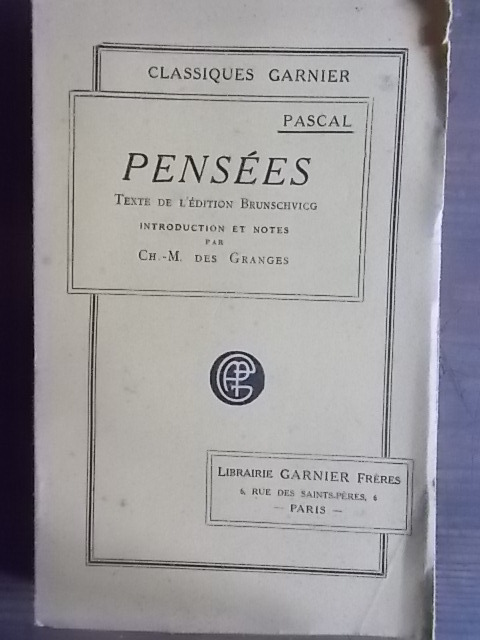 CLASSIQUES GARNIER
PASCAL
PENSÉES
TEXTE DE L'ÉDITION BRUNSCHVICG
INTRODUCTION ET NOTES
PAR
CH.-M. DES GRANGES
LIBRAIRIE GARNIER FRÈRES
6, RUE DES SAINTS-PÈRES, 6
— PARIS —